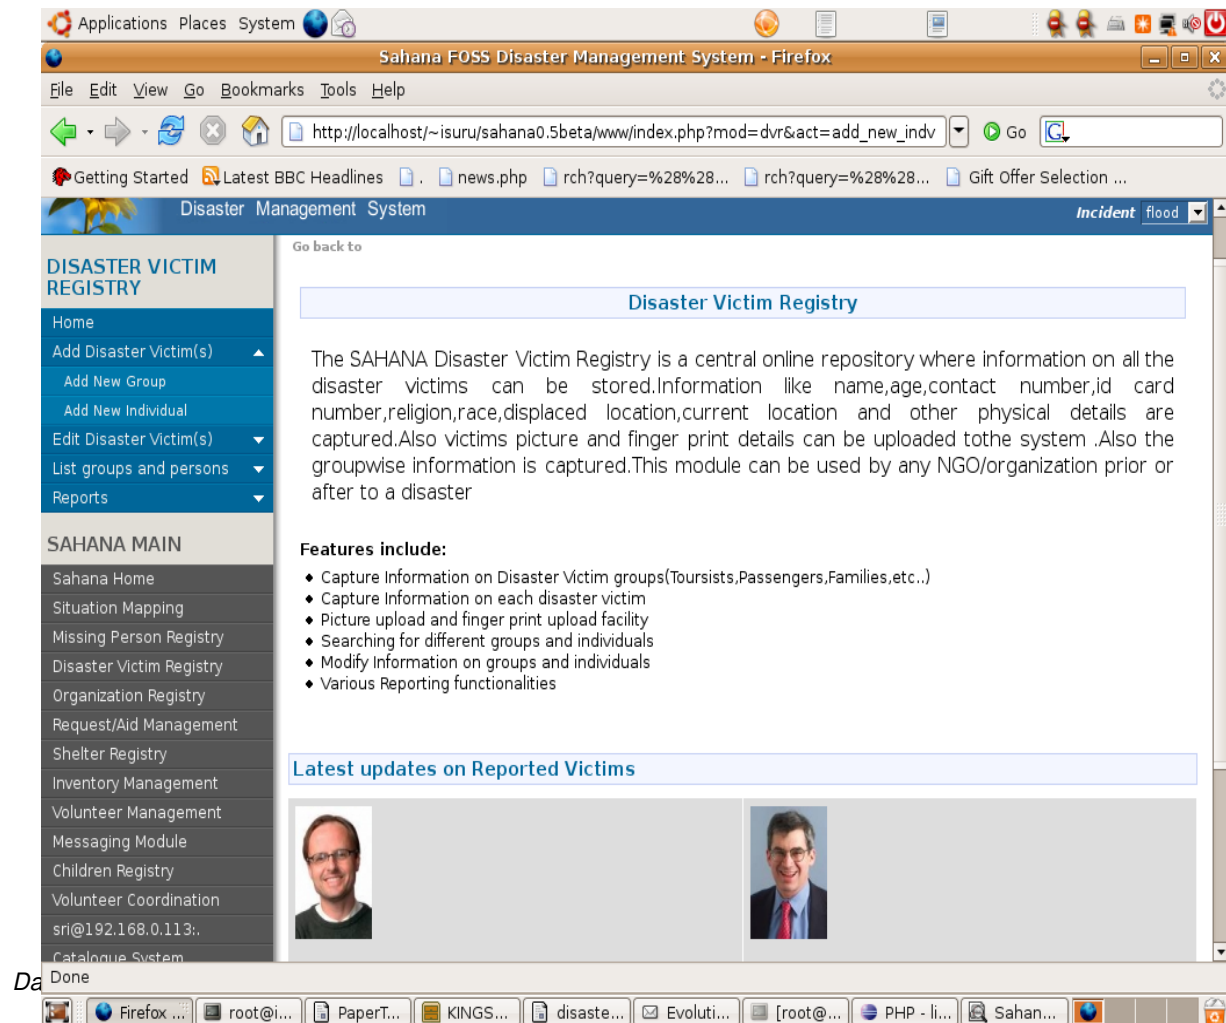 Applications Places System
Sahana FOSS Disaster Management System - Firefox
File Edit View Go Bookmarks Tools Help
http://localhost/~isuru/sahana0.5beta/www/index.php?mod=dvr&act=add_new_indv
Go
G
Getting Started Latest BBC Headlines . news.php rch?query=%28%28... rch?query=%28%28... Gift Offer Selection ...
Disaster Management System
Incident flood
Go back to
DISASTER VICTIM
REGISTRY
Home
Add Disaster Victim(s)
Add New Group
Add New Individual
Edit Disaster Victim(s)
List groups and persons
Reports
SAHANA MAIN
Sahana Home
Situation Mapping
Missing Person Registry
Disaster Victim Registry
Organization Registry
Request/Aid Management
Shelter Registry
Inventory Management
Volunteer Management
Messaging Module
Children Registry
Volunteer Coordination
sri@192.168.0.113:.
Catalogue System
Disaster Victim Registry
The SAHANA Disaster Victim Registry is a central online repository where information on all the
disaster victims can be stored.Information like name,age,contact number,id card
number,religion,race,displaced location,current location and other physical details are
captured.Also victims picture and finger print details can be uploaded tothe system .Also the
groupwise information is captured.This module can be used by any NGO/organization prior or
after to a disaster
Features include:
Capture Information on Disaster Victim groups(Toursists,Passengers,Families,etc..)
Capture Information on each disaster victim
Picture upload and finger print upload facility
Searching for different groups and individuals
Modify Information on groups and individuals
Various Reporting functionalities
Latest updates on Reported Victims
Da
Done
Firefox ... root@i... PaperT... KINGS... disaste... Evoluti... [root@... PHP - li... Sahan...